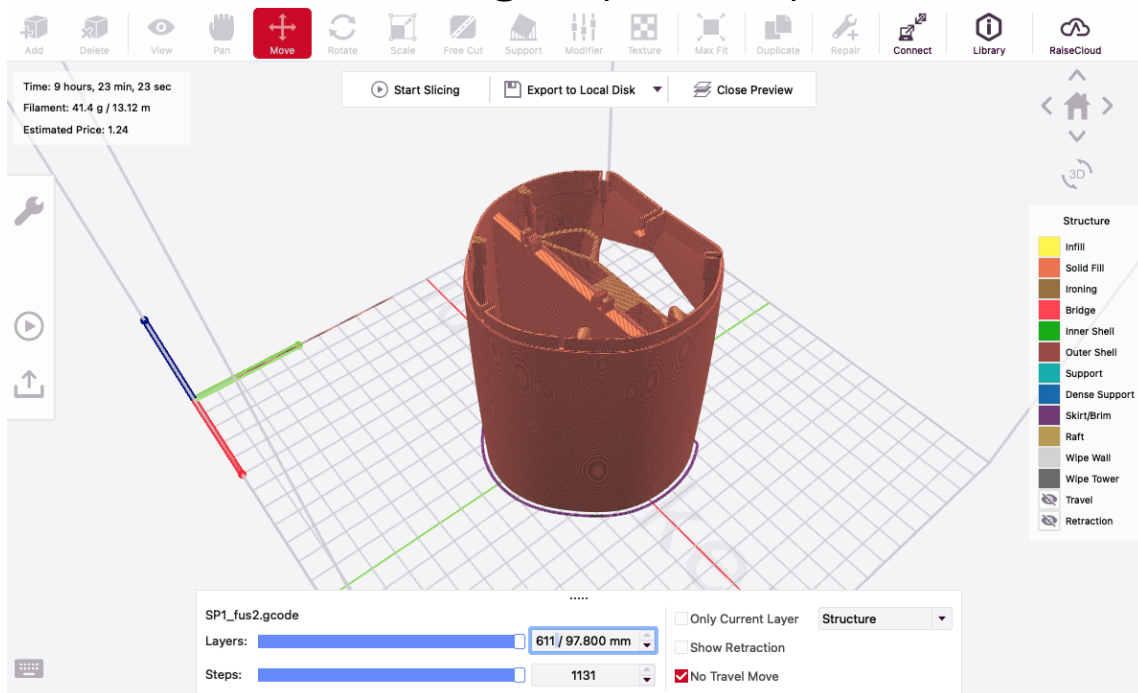 Add Delete View Pan Move Rotate Scale Free Cut Support Modifier Texture Max Fit Duplicate Repair Connect Library RaiseCloud
Time: 9 hours, 23 min, 23 sec
Filament: 41.4 g / 13.12 m
Estimated Price: 1.24
Start Slicing Export to Local Disk Close Preview
3D
Structure
Infill
Solid Fill
Ironing
Bridge
Inner Shell
Outer Shell
Support
Dense Support
Skirt/Brim
Raft
Wipe Wall
Wipe Tower
Travel
Retraction
SP1_fus2.gcode
Layers: 611 / 97.800 mm
Steps: 1131
Only Current Layer Structure
Show Retraction
No Travel Move